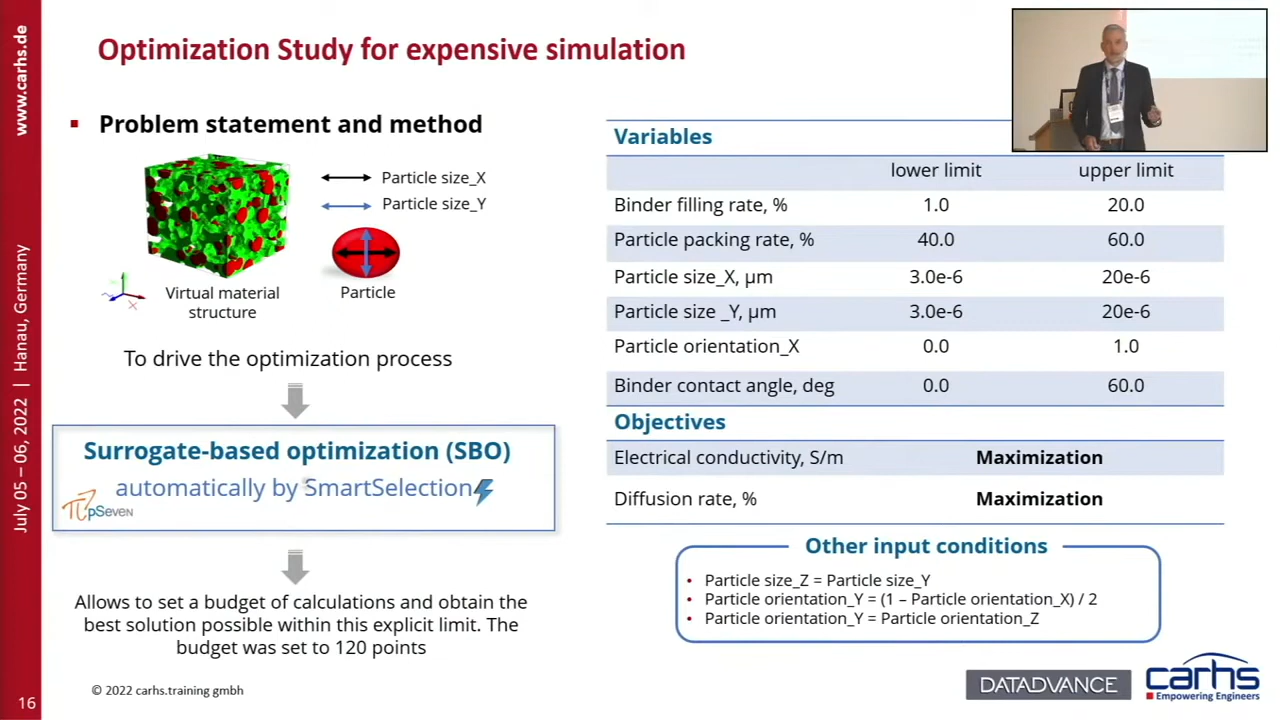 www.carhs.de
July 05 – 06, 2022 | Hanau, Germany
16
Optimization Study for expensive simulation
Problem statement and method
Particle size_X
Particle size_Y
Particle
Virtual material
structure
X
To drive the optimization process
Surrogate-based optimization (SBO)
automatically by SmartSelection
pSeven
Allows to set a budget of calculations and obtain the
best solution possible within this explicit limit. The
budget was set to 120 points
© 2022 carhs.training gmbh
Variables
lower limit upper limit
Binder filling rate, % 1.0 20.0
Particle packing rate, % 40.0 60.0
Particle size_X, µm 3.0e-6 20e-6
Particle size _Y, µm 3.0e-6 20e-6
Particle orientation_X 0.0 1.0
Binder contact angle, deg 0.0 60.0
Objectives
Electrical conductivity, S/m Maximization
Diffusion rate, % Maximization
Other input conditions
• Particle size_Z = Particle size_Y
• Particle orientation_Y = (1 – Particle orientation_X) / 2
• Particle orientation_Y = Particle orientation_Z
DATADVANCE
carhs
Empowering Engineers